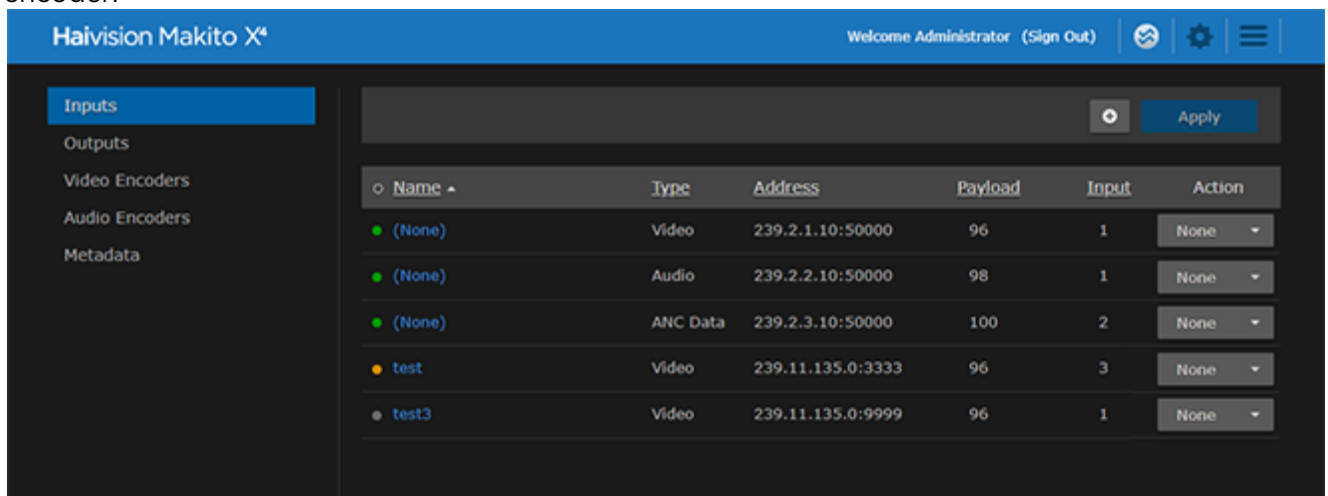 encoder.
Haivision Makito X⁴
Welcome Administrator (Sign Out)
Inputs
Outputs
Video Encoders
Audio Encoders
Metadata
Apply
Name Type Address Payload Input Action
(None) Video 239.2.1.10:50000 96 1 None
(None) Audio 239.2.2.10:50000 98 1 None
(None) ANC Data 239.2.3.10:50000 100 2 None
test Video 239.11.135.0:3333 96 3 None
test3 Video 239.11.135.0:9999 96 1 None